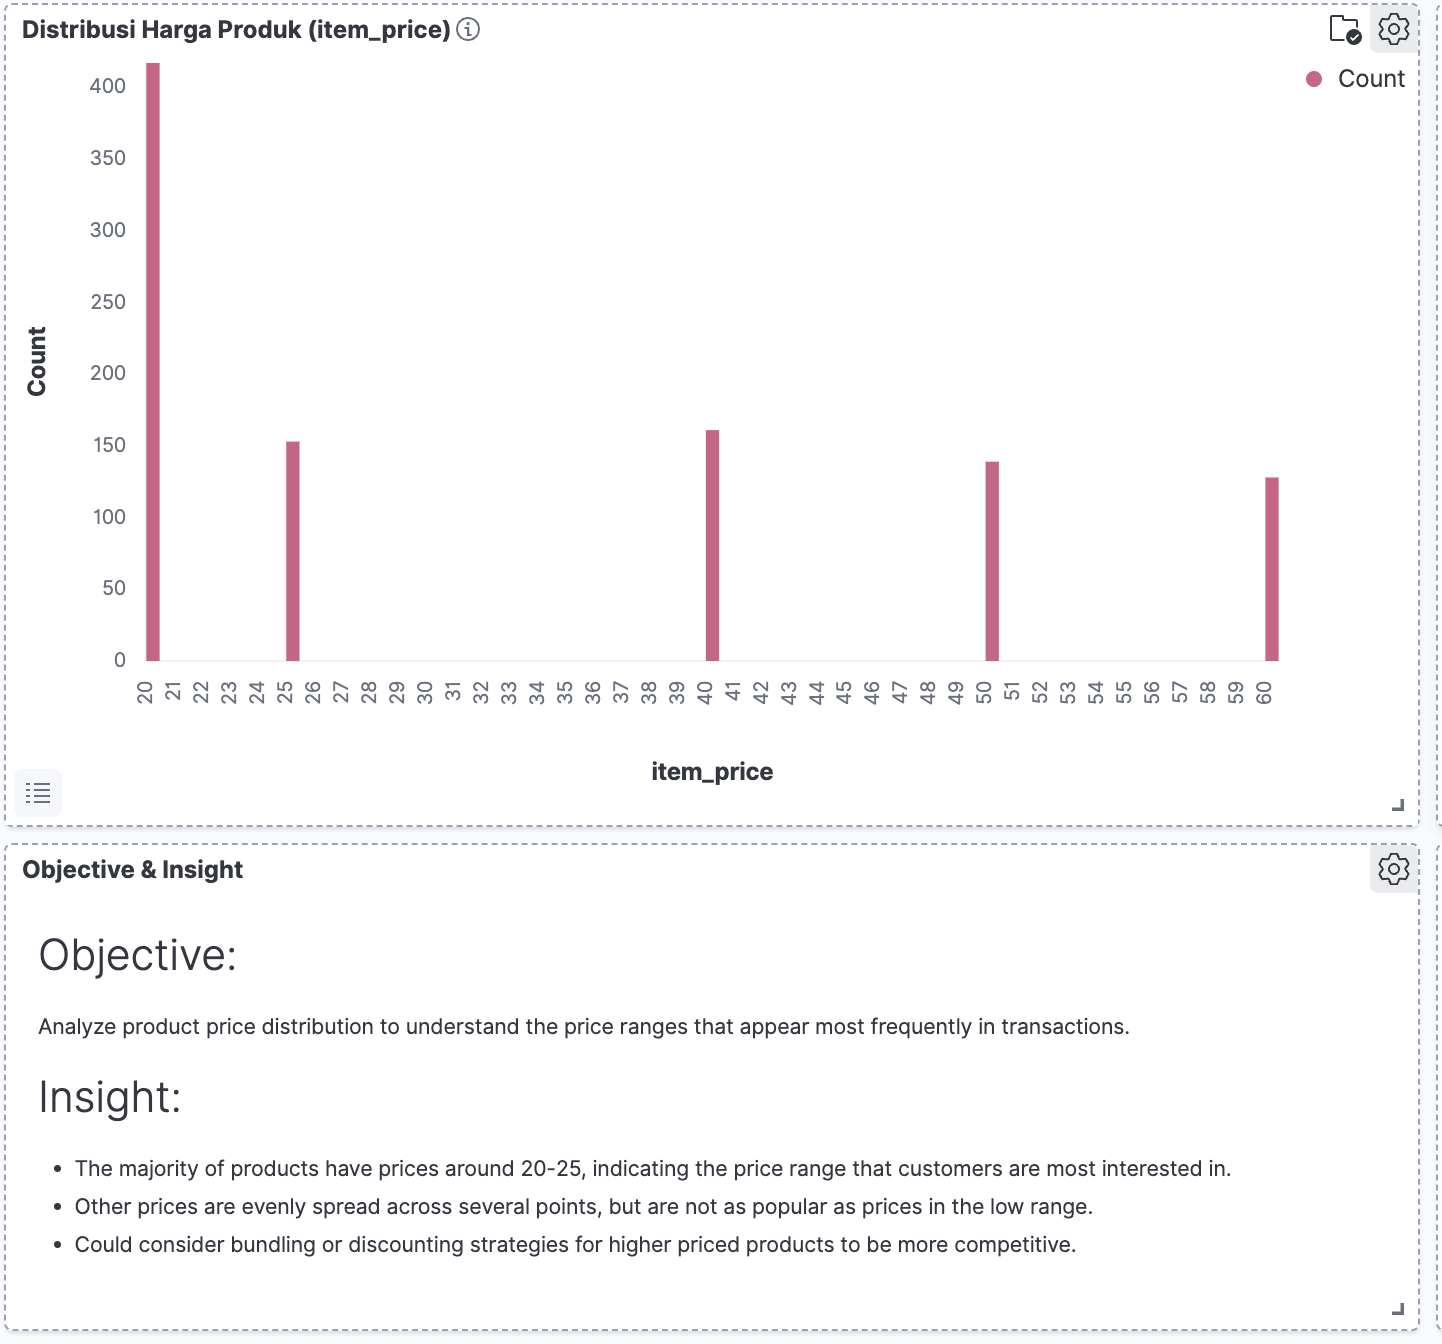 Distribusi Harga Produk (item_price)
Count
400
350
300
250
200
150
100
50
0
Count
20 21 22 23 24 25 26 27 28 29 30 31 32 33 34 35 36 37 38 39 40 41 42 43 44 45 46 47 48 49 50 51 52 53 54 55 56 57 58 59 60
item_price
Objective & Insight
Objective:
Analyze product price distribution to understand the price ranges that appear most frequently in transactions.
Insight:
• The majority of products have prices around 20-25, indicating the price range that customers are most interested in.
• Other prices are evenly spread across several points, but are not as popular as prices in the low range.
• Could consider bundling or discounting strategies for higher priced products to be more competitive.